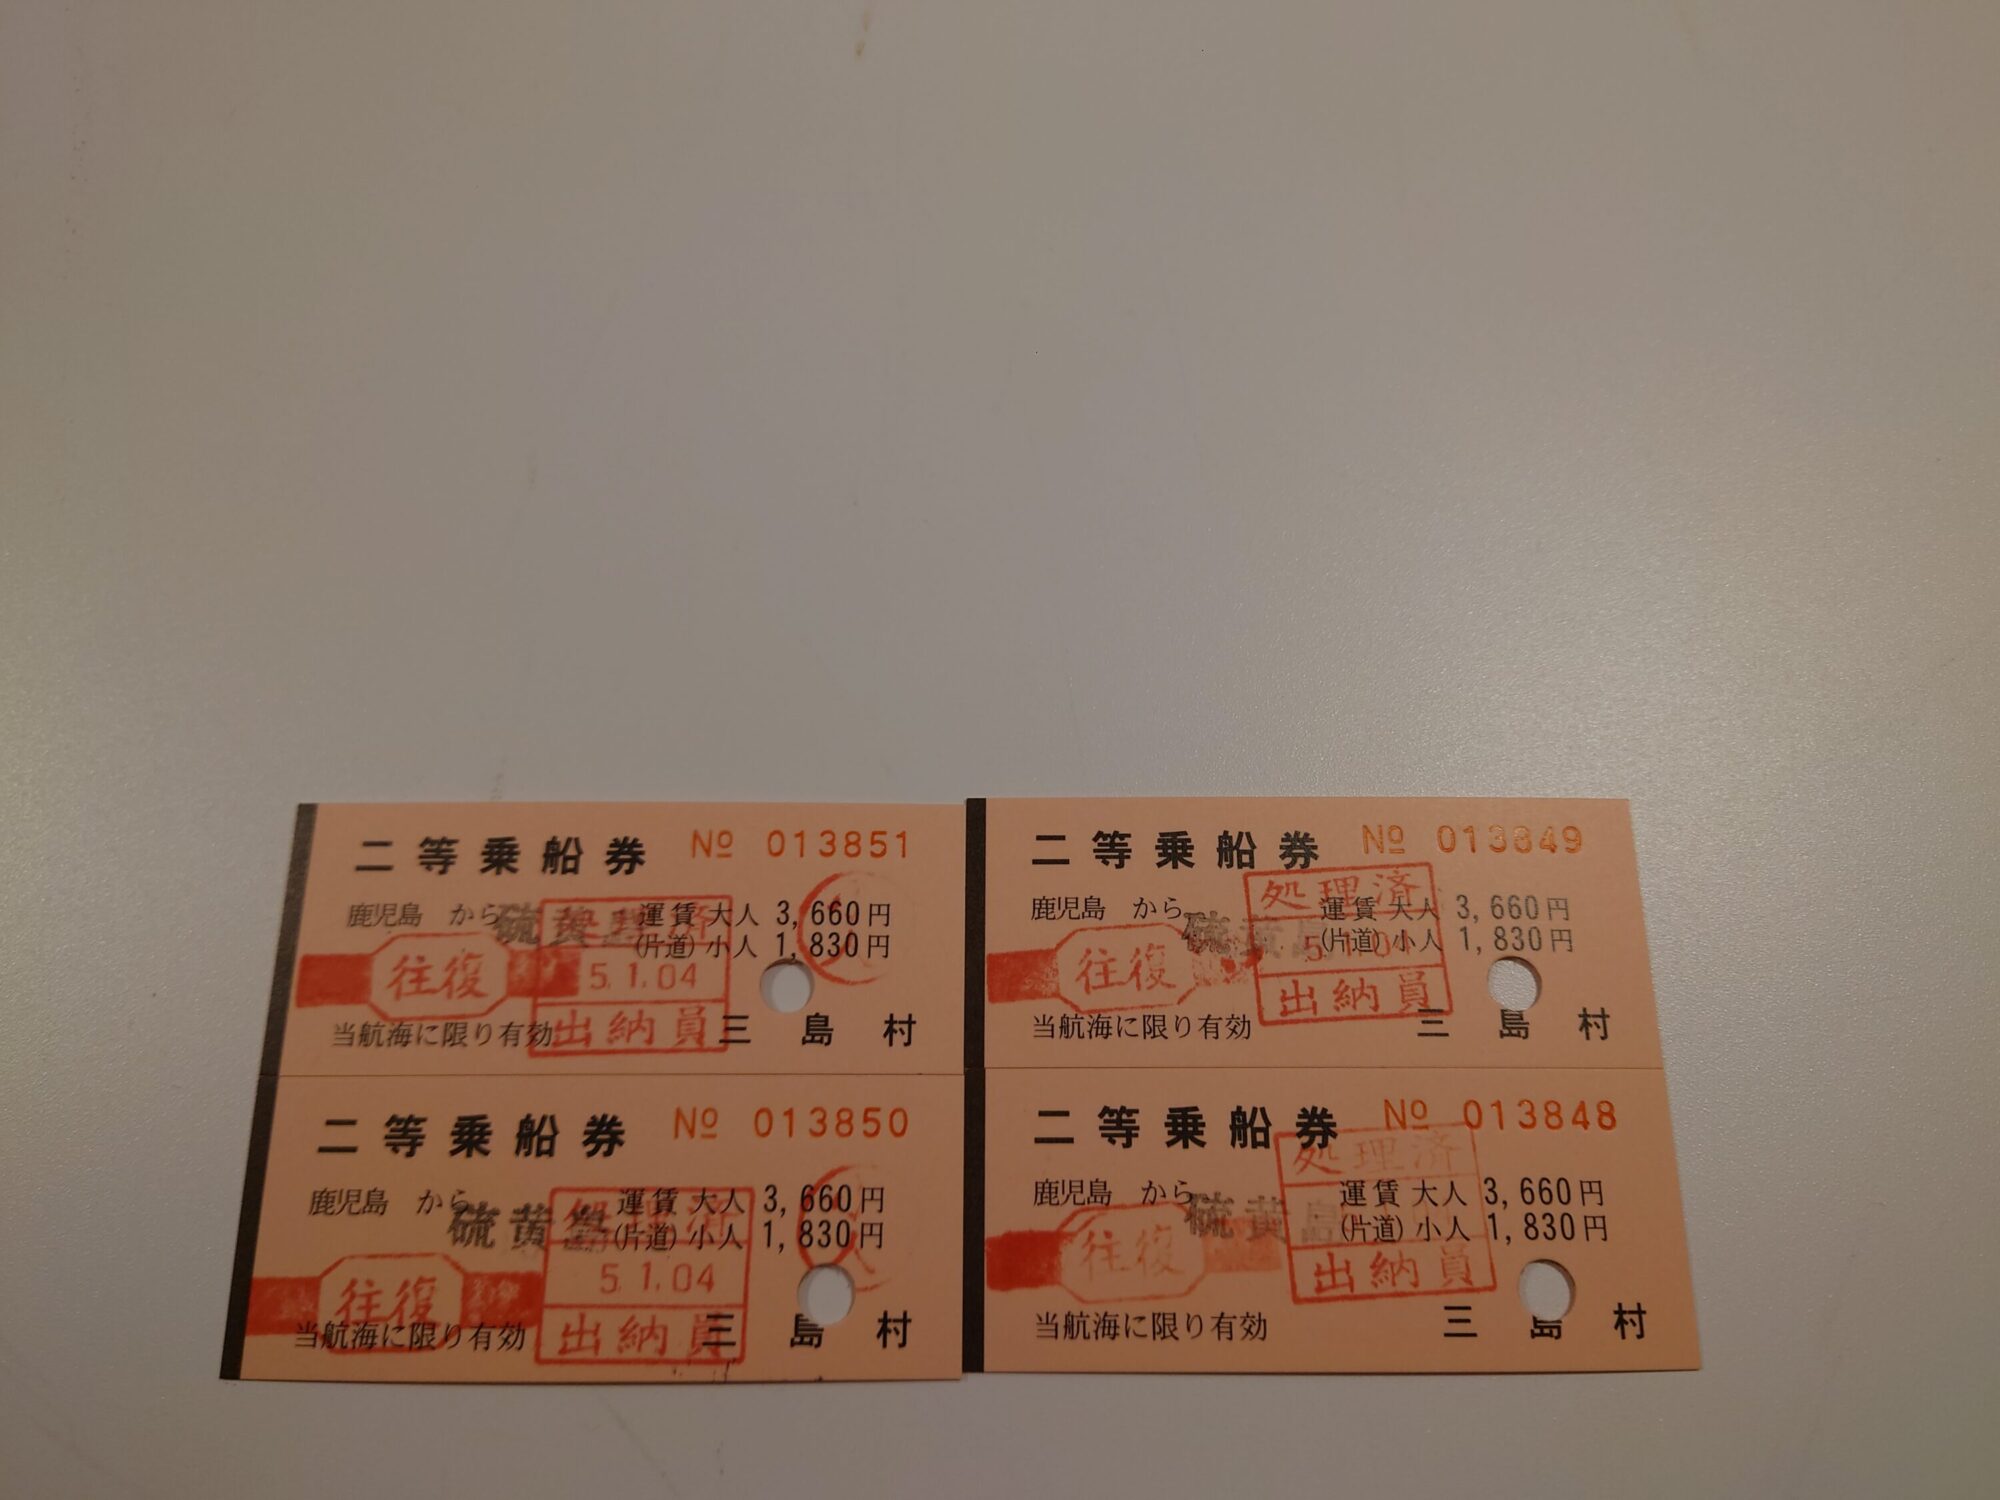 二等乗船券 № 013851
鹿児島 から 硫黄島 運賃 大人 3,660円
(片道) 小人 1,830円
往復
5.1.04
出納員
当航海に限り有効 三島村
二等乗船券 № 013849
処理済
鹿児島 から 硫黄島 運賃 大人 3,660円
(片道) 小人 1,830円
往復
出納員
当航海に限り有効 三島村
二等乗船券 № 013850
鹿児島 から 硫黄島 運賃 大人 3,660円
(片道) 小人 1,830円
往復
5.1.04
出納員
当航海に限り有効 三島村
二等乗船券 № 013848
処理済
鹿児島 から 硫黄島 運賃 大人 3,660円
(片道) 小人 1,830円
往復
出納員
当航海に限り有効 三島村